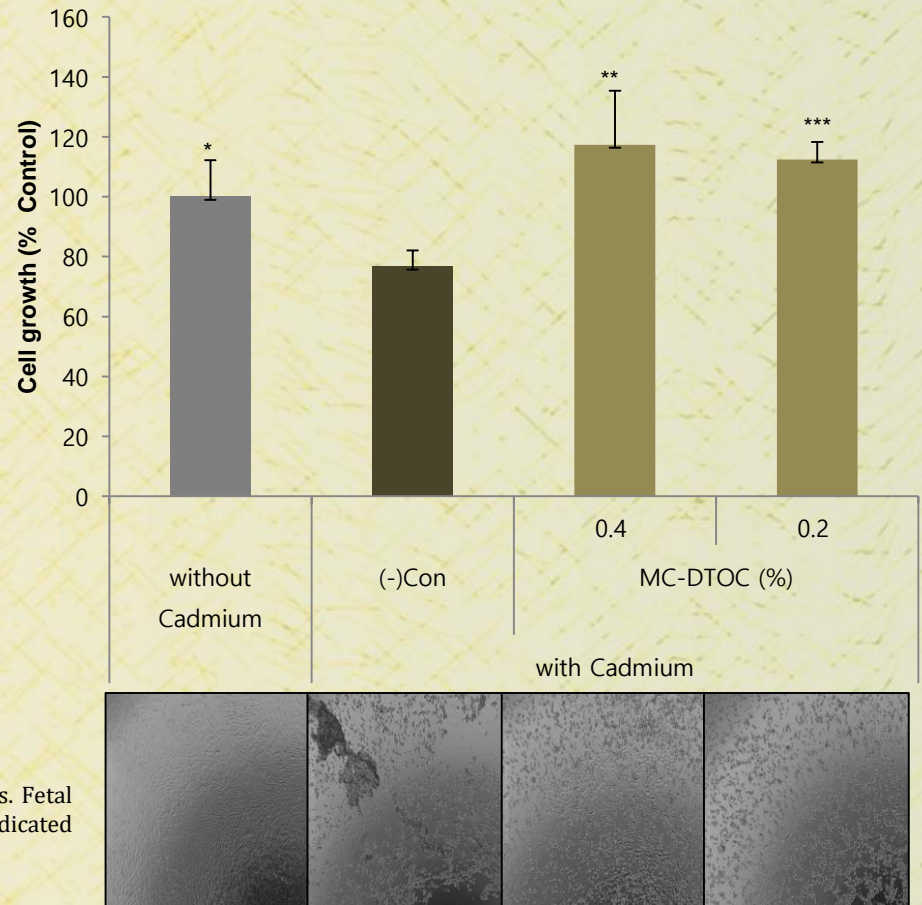 160
140
120
100
80
60
40
20
0
Cell growth (% Control)
*
**
***
0.4 0.2
without
Cadmium
(-)Con
MC-DTOC (%)
with Cadmium
s. Fetal
dicated